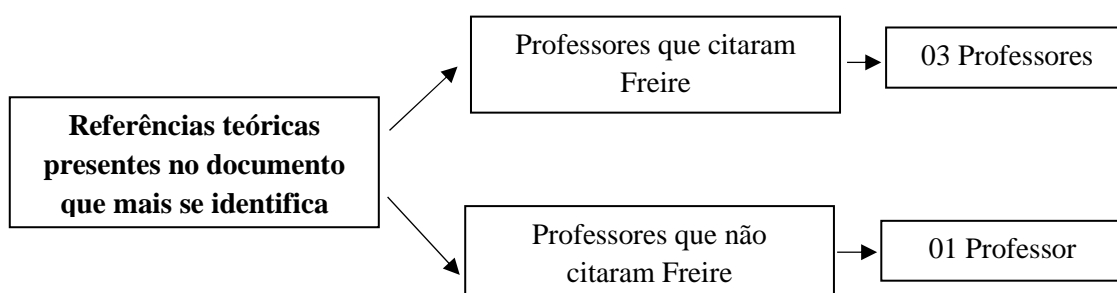 Professores que citaram
Freire
03 Professores
Referências teóricas
presentes no documento
que mais se identifica
Professores que não
citaram Freire
01 Professor